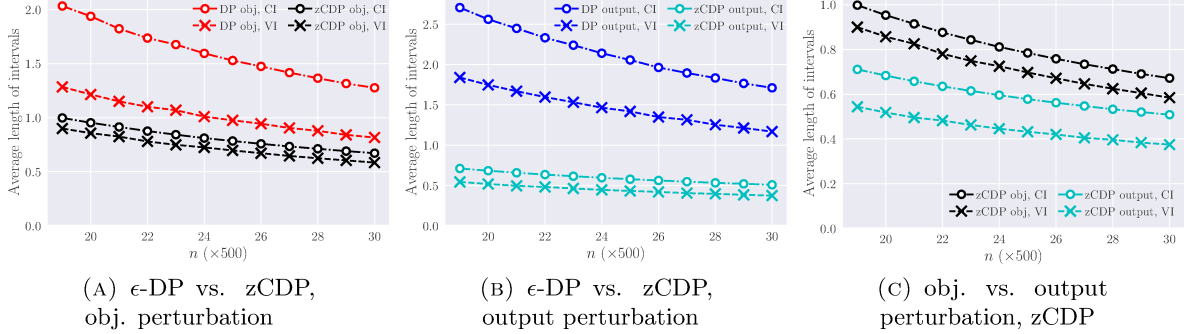 2.0
1.5
1.0
0.5
0.0
Average length of intervals
DP obj, CI
DP obj, VI
zCDP obj, CI
zCDP obj, VI
20 22 24 26 28 30
n (×500)
(A) ϵ-DP vs. zCDP,
obj. perturbation
2.5
2.0
1.5
1.0
0.5
0.0
Average length of intervals
DP output, CI
DP output, VI
zCDP output, CI
zCDP output, VI
20 22 24 26 28 30
n (×500)
(B) ϵ-DP vs. zCDP,
output perturbation
1.0
0.8
0.6
0.4
0.2
0.0
Average length of intervals
zCDP obj, CI
zCDP obj, VI
zCDP output, CI
zCDP output, VI
20 22 24 26 28 30
n (×500)
(C) obj. vs. output
perturbation, zCDP